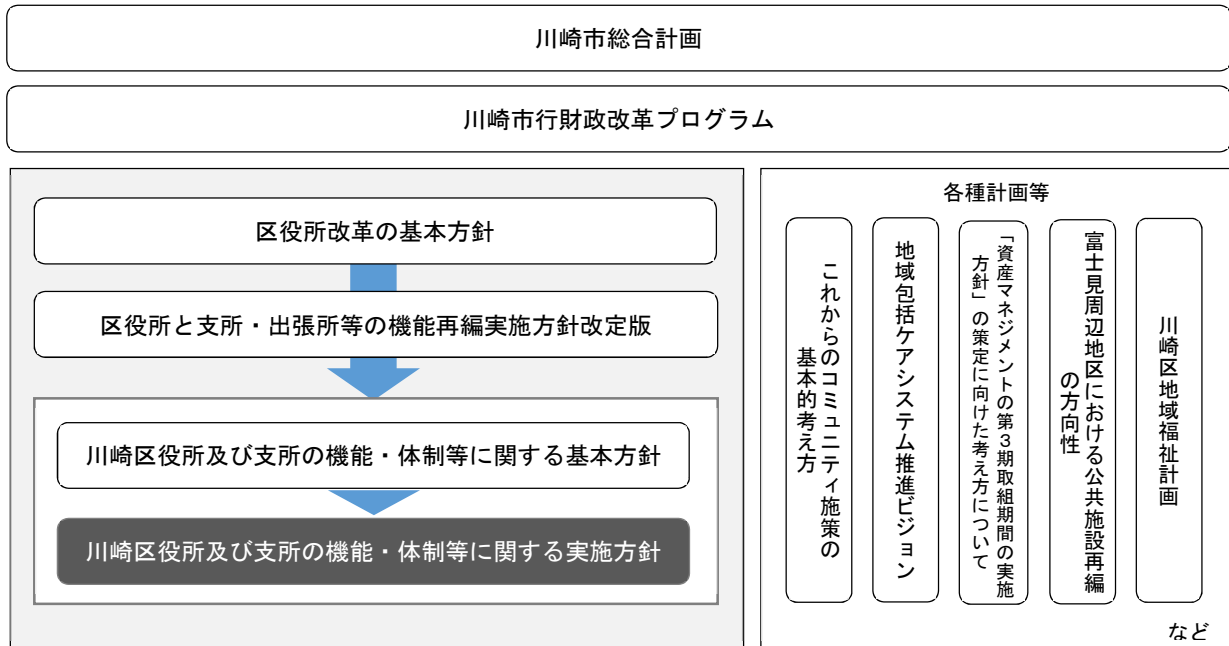 川崎市総合計画
川崎市行財政改革プログラム
区役所改革の基本方針
区役所と支所・出張所等の機能再編実施方針改定版
川崎区役所及び支所の機能・体制等に関する基本方針
川崎区役所及び支所の機能・体制等に関する実施方針
各種計画等
これからのコミュニティ施策の
基本的考え方
地域包括ケアシステム推進ビジョン
「資産マネジメントの第3期取組期間の実施
方針」の策定に向けた考え方について
富士見周辺地区における公共施設再編
の方向性
川崎区地域福祉計画
など